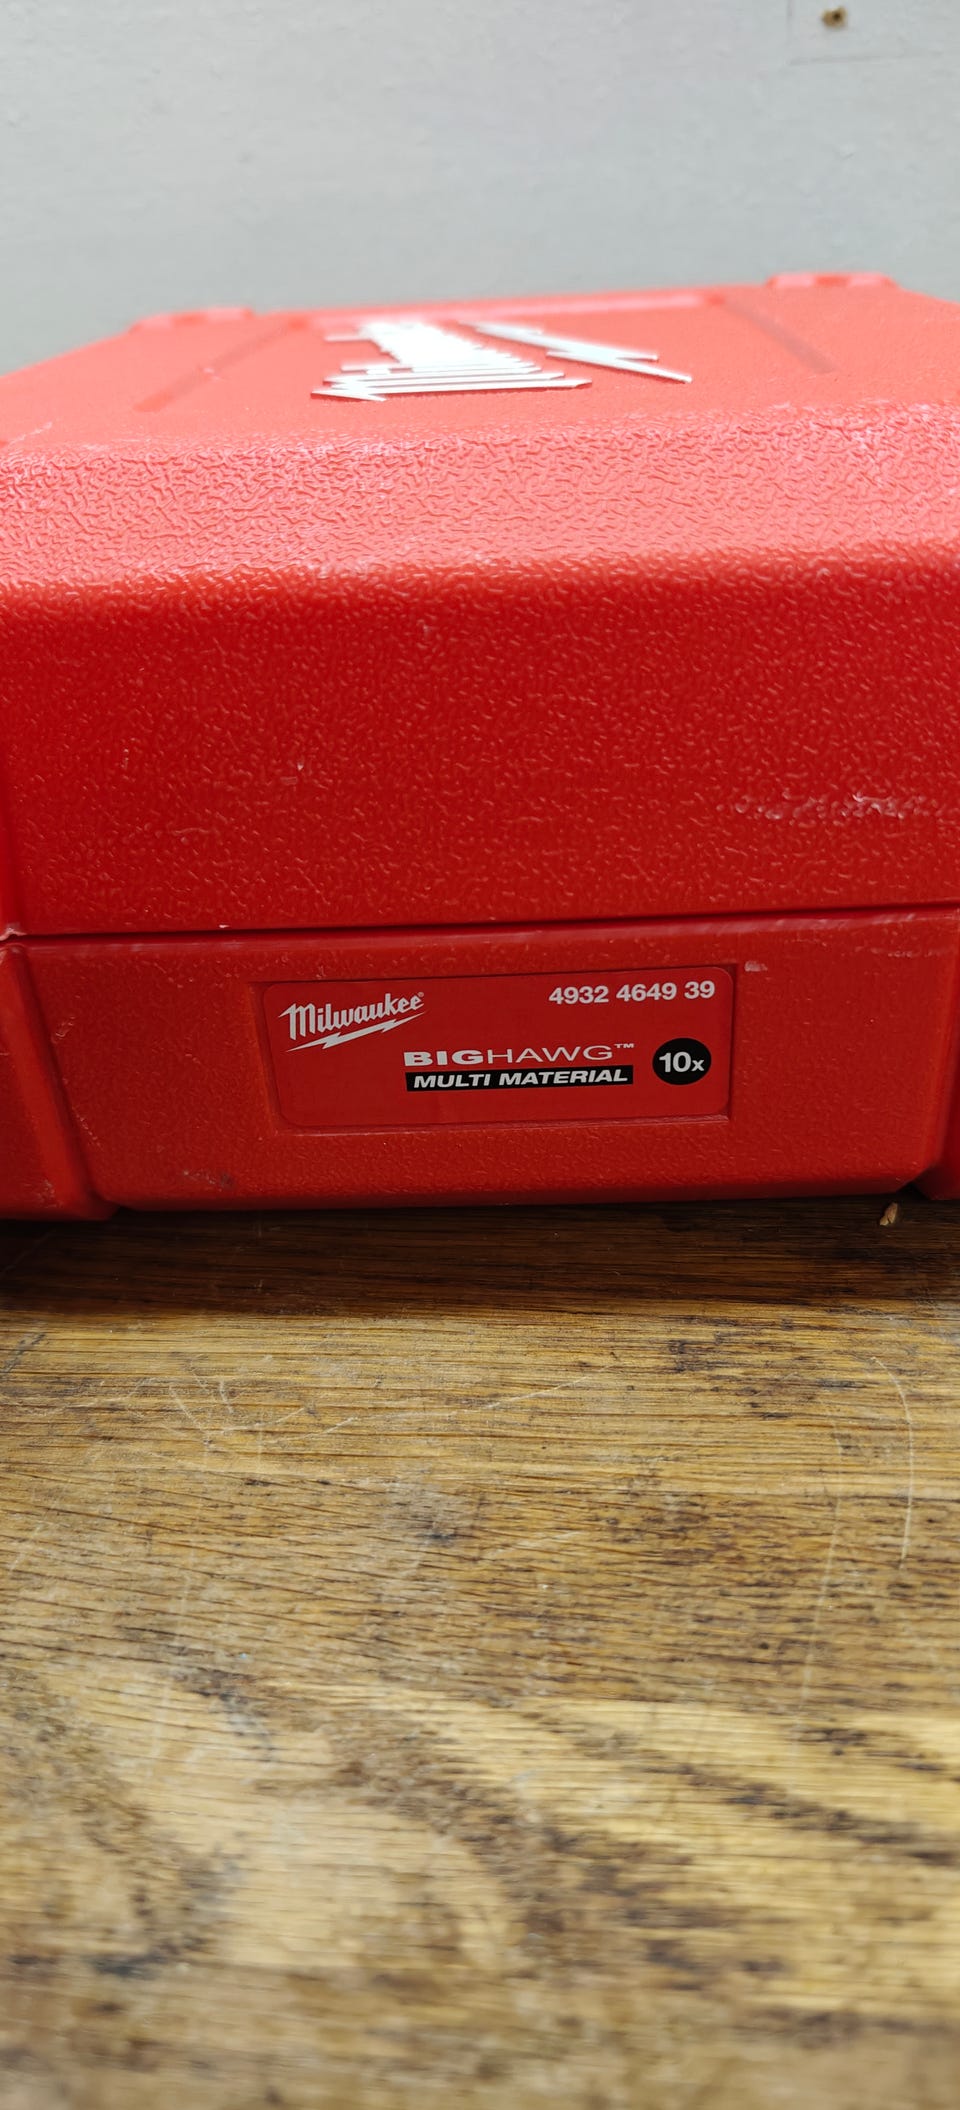 Milwaukee
Milwaukee®
4932 4649 39
BIGHAWG™
MULTI MATERIAL
10x